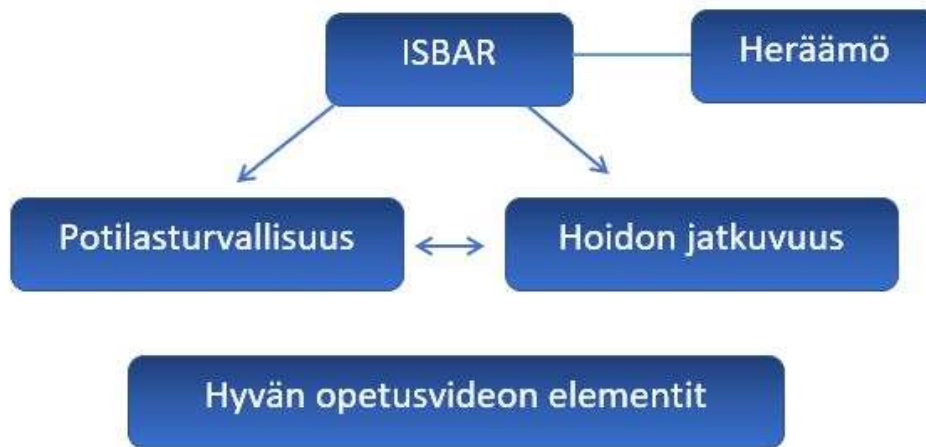 ISBAR
Heräämö
Potilasturvallisuus
Hoidon jatkuvuus
Hyvän opetusvideon elementit